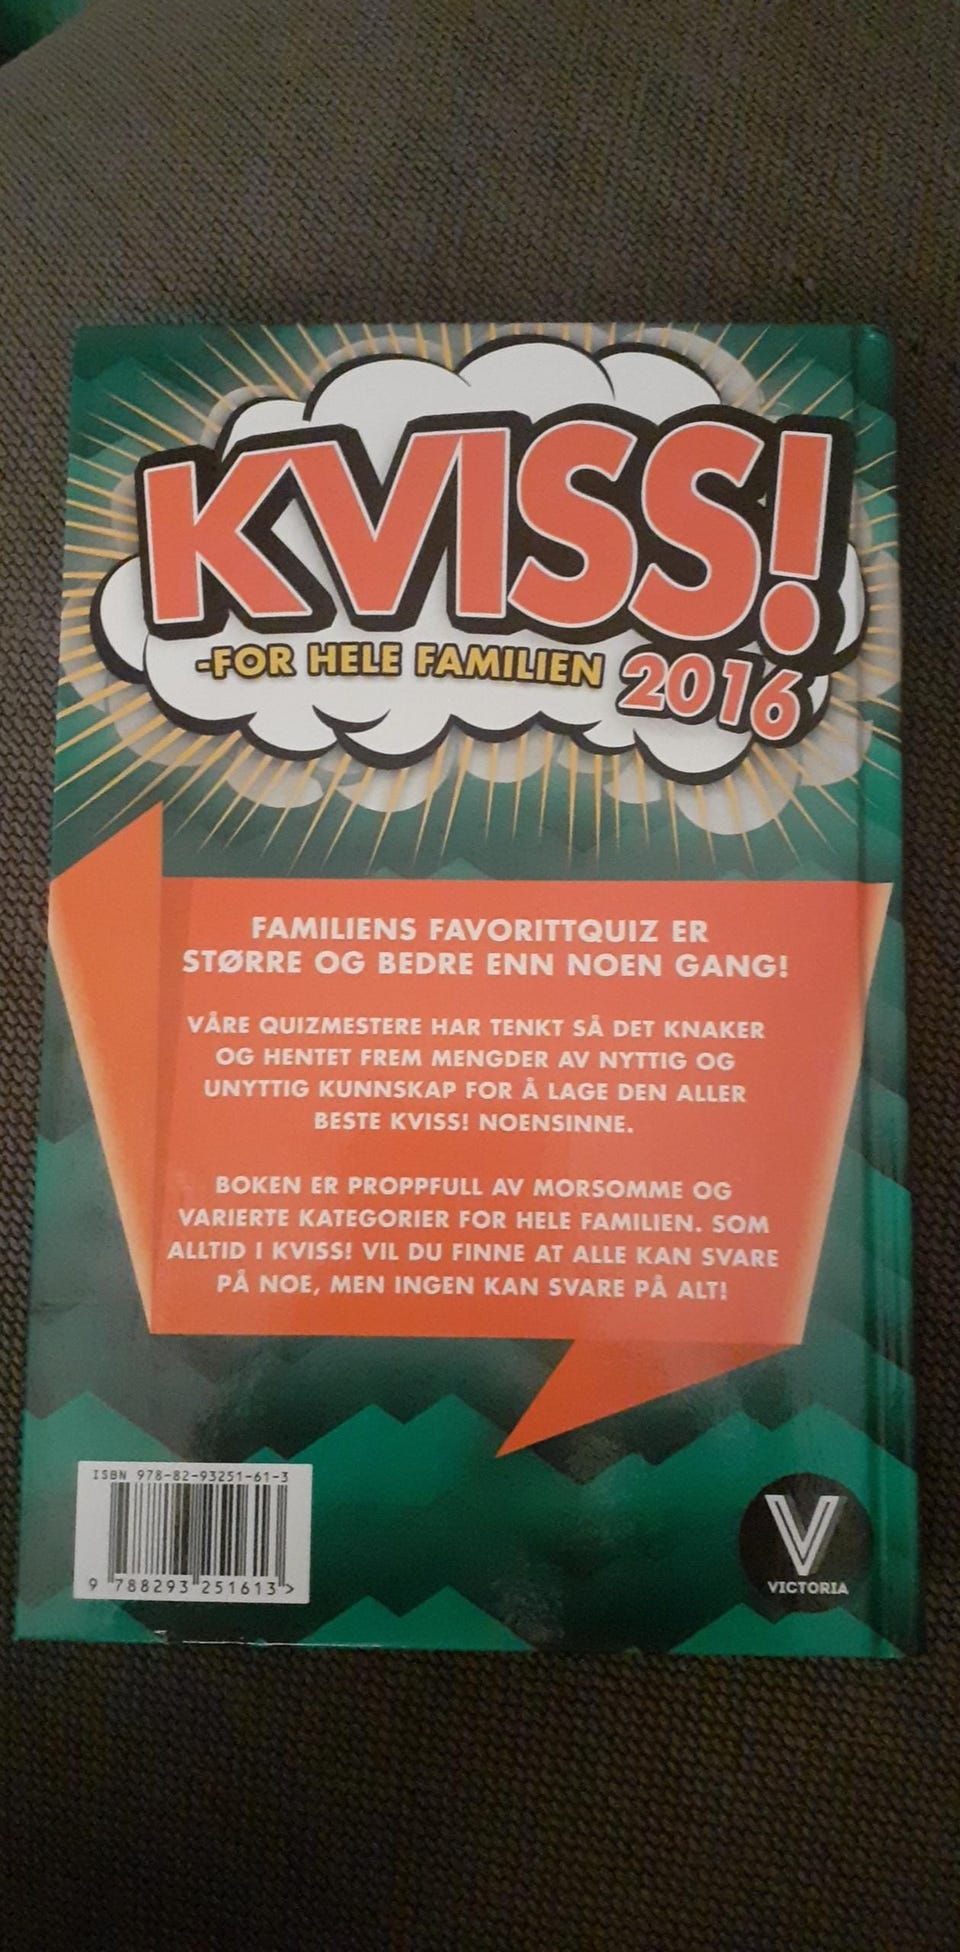 KVISS!
-FOR HELE FAMILIEN 2016
FAMILIENS FAVORITTQUIZ ER
STØRRE OG BEDRE ENN NOEN GANG!
VÅRE QUIZMESTERE HAR TENKT SÅ DET KNAKER
OG HENTET FREM MENGDER AV NYTTIG OG
UNYTTIG KUNNSKAP FOR Å LAGE DEN ALLER
BESTE KVISS! NOENSINNE.
BOKEN ER PROPPFULL AV MORSOMME OG
VARIERTE KATEGORIER FOR HELE FAMILIEN. SOM
ALLTID I KVISS! VIL DU FINNE AT ALLE KAN SVARE
PÅ NOE, MEN INGEN KAN SVARE PÅ ALT!
ISBN 978-82-93251-61-3
9 788293 251613 >
V
VICTORIA